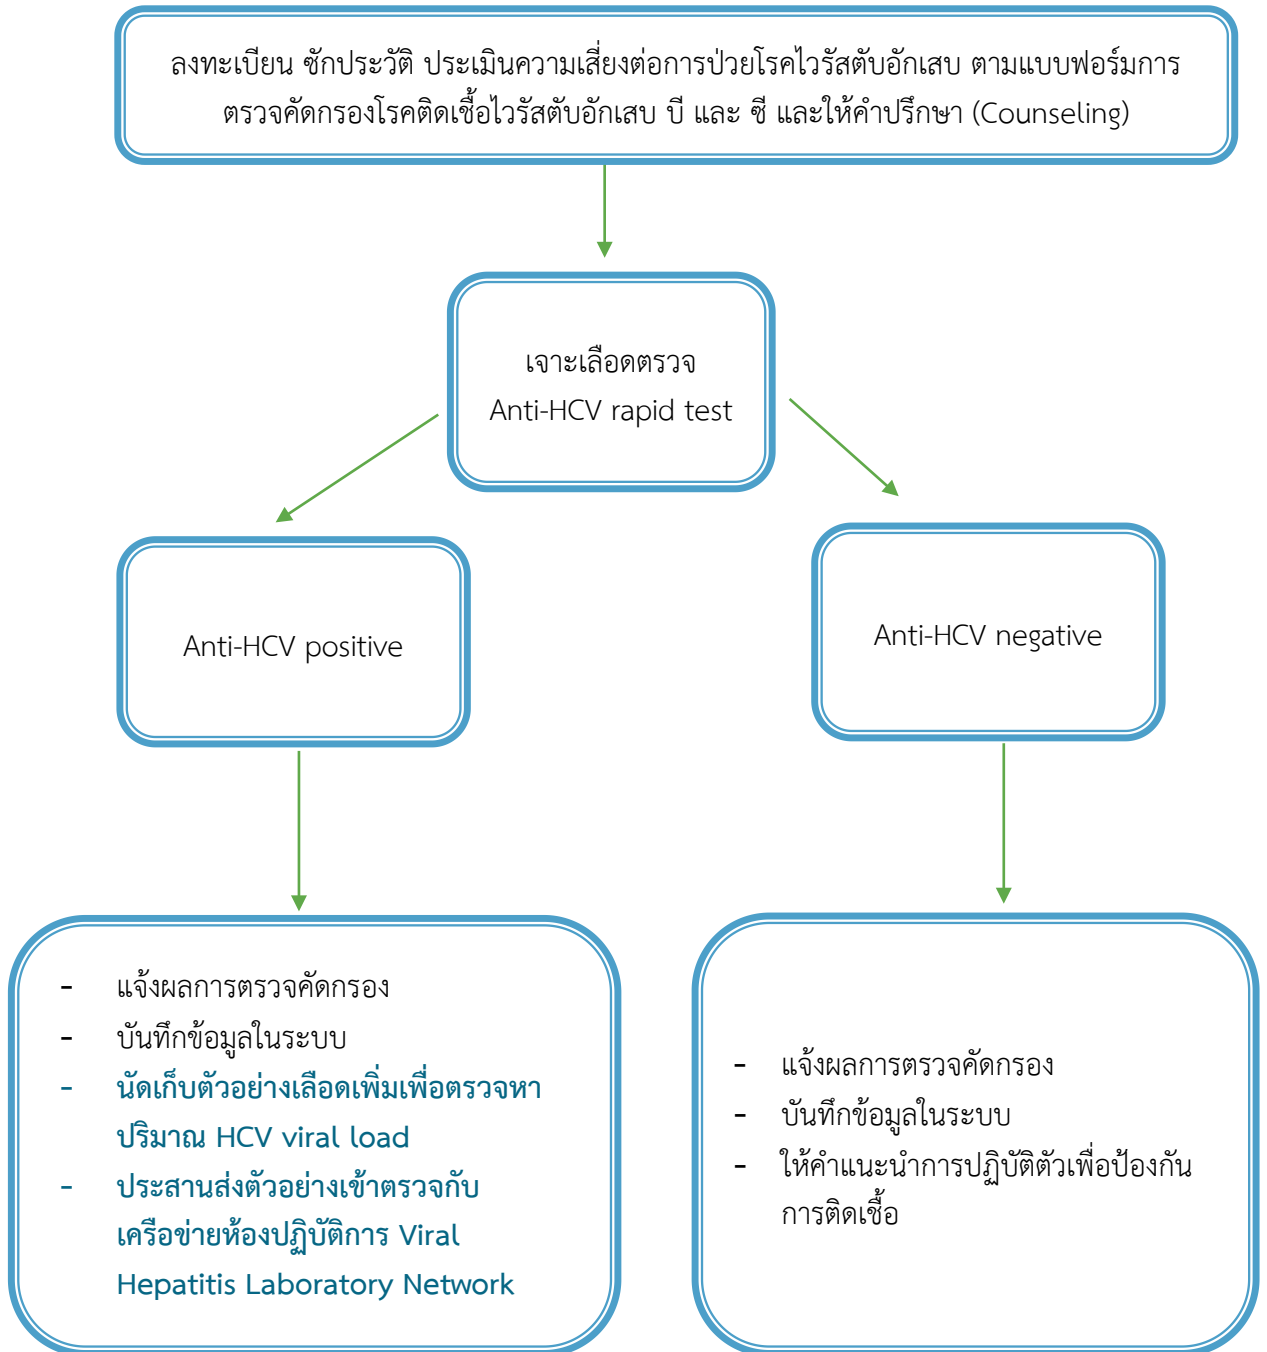 ลงทะเบียน ซักประวัติ ประเมินความเสี่ยงต่อการป่วยโรคไวรัสตับอักเสบ ตามแบบฟอร์มการ
ตรวจคัดกรองโรคติดเชื้อไวรัสตับอักเสบ บี และ ซี และให้คำปรึกษา (Counseling)
เจาะเลือดตรวจ
Anti-HCV rapid test
Anti-HCV positive
Anti-HCV negative
- แจ้งผลการตรวจคัดกรอง
- บันทึกข้อมูลในระบบ
- นัดเก็บตัวอย่างเลือดเพิ่มเพื่อตรวจหา
ปริมาณ HCV viral load
- ประสานส่งตัวอย่างเข้าตรวจกับ
เครือข่ายห้องปฏิบัติการ Viral
Hepatitis Laboratory Network
- แจ้งผลการตรวจคัดกรอง
- บันทึกข้อมูลในระบบ
- ให้คำแนะนำการปฏิบัติตัวเพื่อป้องกัน
การติดเชื้อ